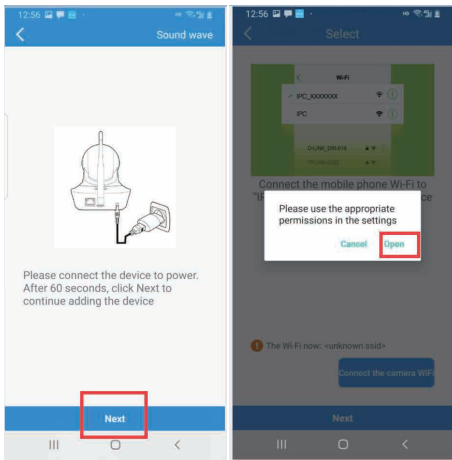 12:56
Sound wave
Please connect the device to power.
After 60 seconds, click Next to
continue adding the device
Next
12:56
Select
Wi-Fi
IPC_XXXXXXX
IPC
D-LINK_DIR-616
Connect the mobile phone Wi-Fi to
Please use the appropriate
permissions in the settings
Cancel Open
The Wi-Fi now: <unknown ssid>
Connect the camera WiFi
Next